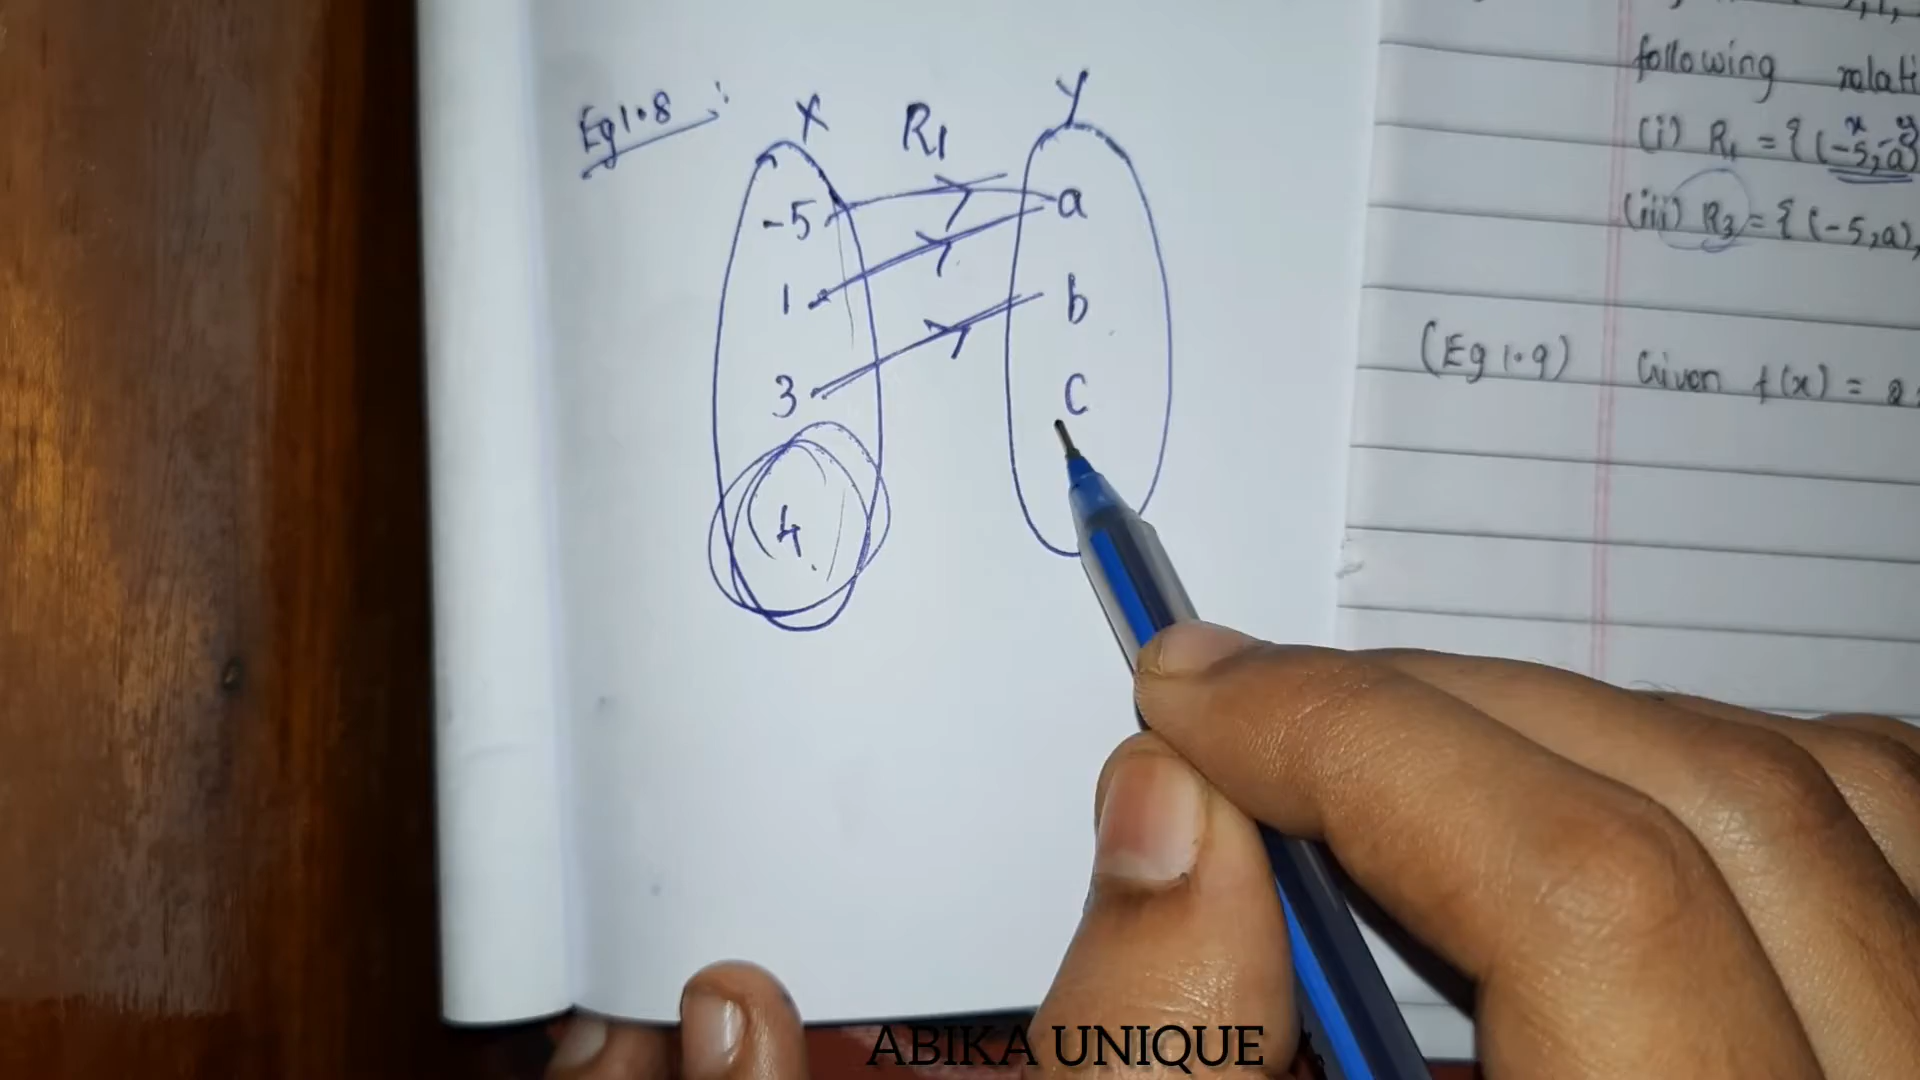 Eg 1.8 :
X R1 Y
-5 a
1 b
3 c
4
following relati
x y
(i) R1 = {(-5, a)
(iii) R3 = {(-5, a),
(Eg 1.9) Given f(x) = 2
ABIKA UNIQUE